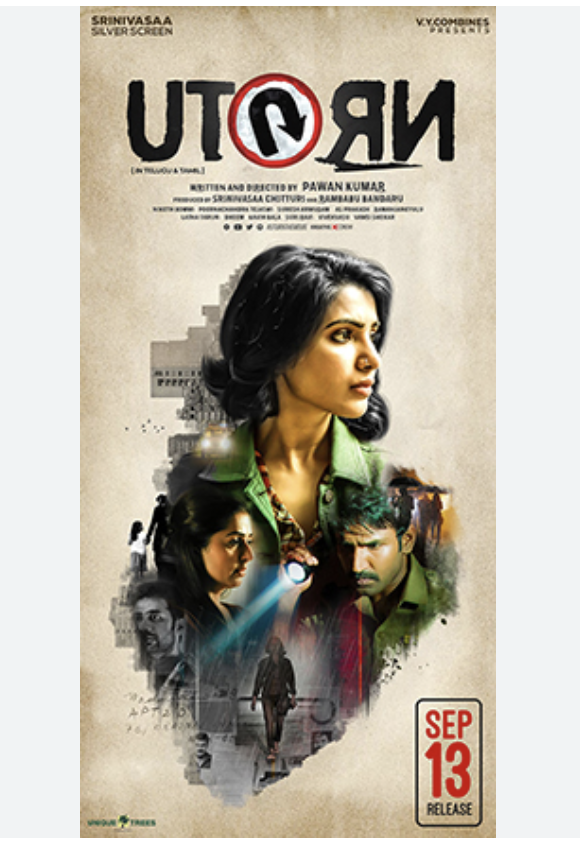 SRINIVASAA
SILVER SCREEN
V.Y.COMBINES
PRESENTS
UTURN
[IN TELUGU & TAMIL]
WRITTEN AND DIRECTED BY PAWAN KUMAR
PRODUCED BY SRINIVASAA CHITTURI AND RAMBABU BANDARU
SEP
13
RELEASE
UNIQUE TREES